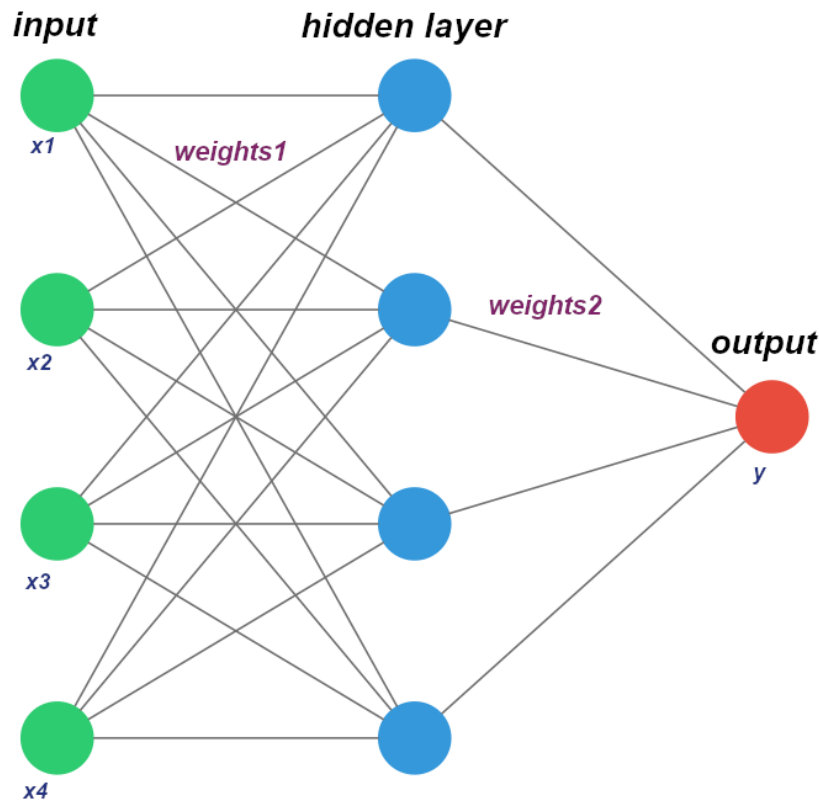 input
hidden layer
x1
weights1
weights2
output
x2
y
x3
x4